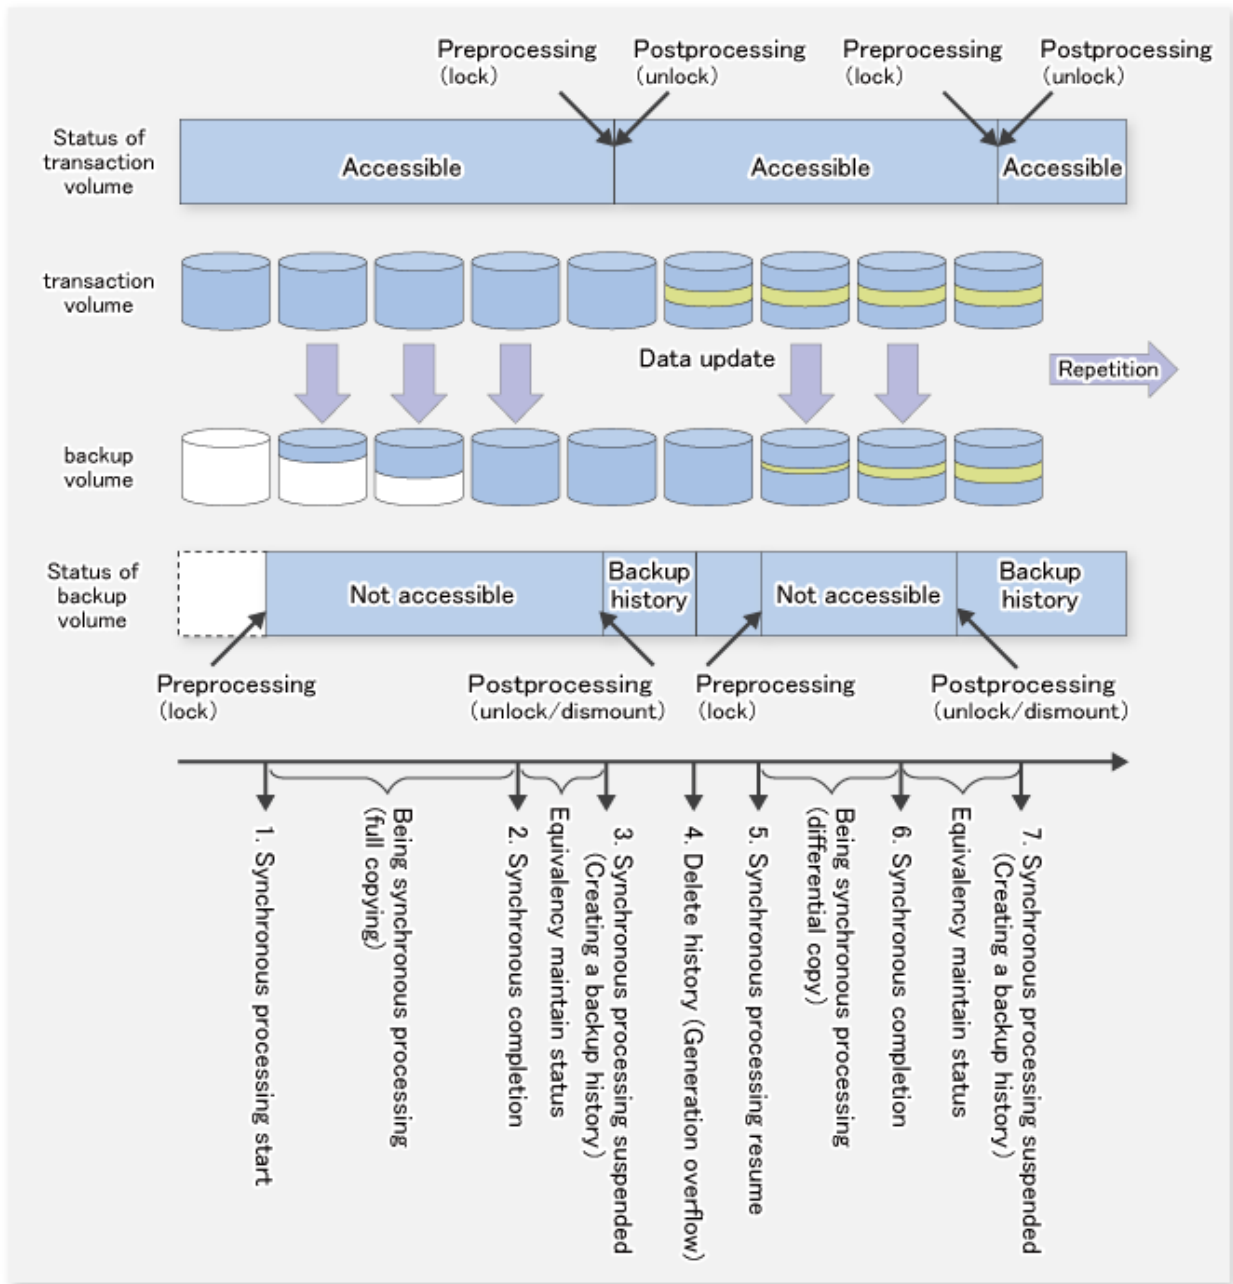 Preprocessing
(lock)
Postprocessing
(unlock)
Preprocessing
(lock)
Postprocessing
(unlock)
Status of
transaction
volume
Accessible
Accessible
Accessible
transaction
volume
Data update
Repetition
backup
volume
Status of
backup
volume
Not accessible
Backup
history
Not accessible
Backup
history
Preprocessing
(lock)
Postprocessing
(unlock/dismount)
Preprocessing
(lock)
Postprocessing
(unlock/dismount)
1. Synchronous processing start
Being synchronous processing
(full copying)
2. Synchronous completion
Equivalency maintain status
3. Synchronous processing suspended
(Creating a backup history)
4. Delete history (Generation overflow)
5. Synchronous processing resume
Being synchronous processing
(differential copy)
6. Synchronous completion
Equivalency maintain status
7. Synchronous processing suspended
(Creating a backup history)